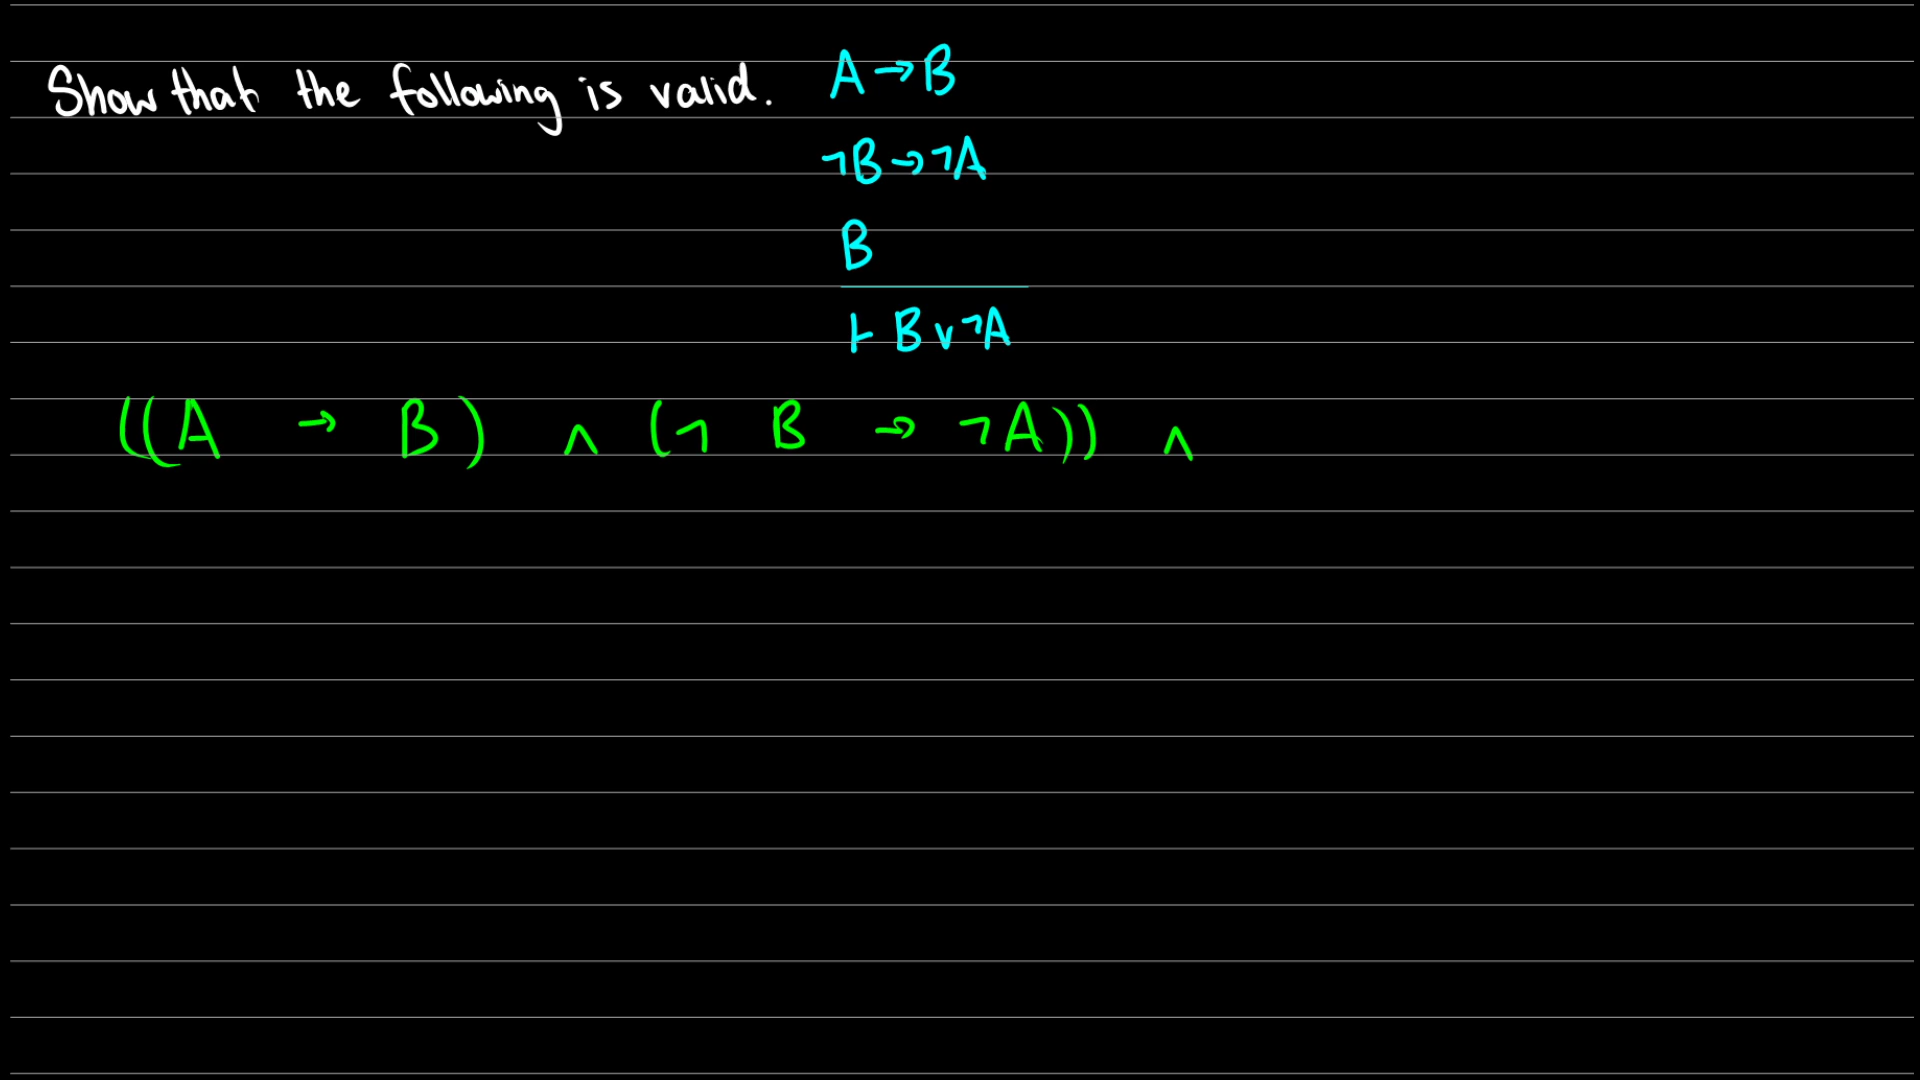 Show that the following is valid. A → B
¬B → ¬A
B
⊢ B ∨ ¬A
((A → B) ∧ (¬ B → ¬A)) ∧